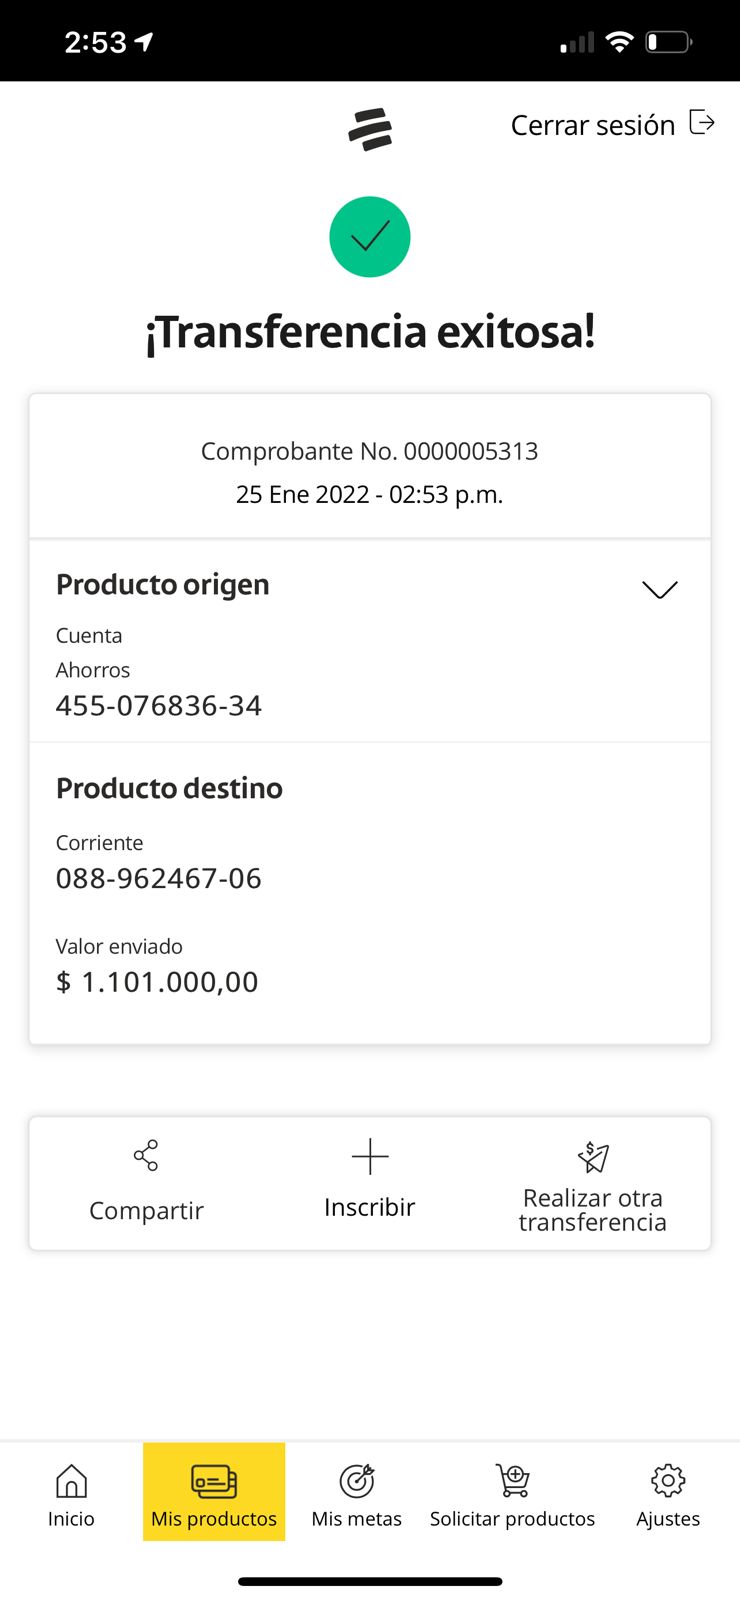 2:53
Cerrar sesión
¡Transferencia exitosa!
Comprobante No. 0000005313
25 Ene 2022 - 02:53 p.m.
Producto origen
Cuenta
Ahorros
455-076836-34
Producto destino
Corriente
088-962467-06
Valor enviado
$ 1.101.000,00
Compartir
Inscribir
Realizar otra
transferencia
Inicio
Mis productos
Mis metas
Solicitar productos
Ajustes